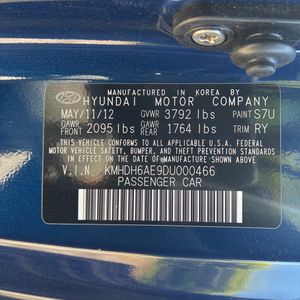 MANUFACTURED IN KOREA BY
HYUNDAI MOTOR COMPANY
MAY/11/12 GVWR 3792 lbs PAINT S7U
GAWR FRONT 2095 lbs GAWR REAR 1764 lbs TRIM RY
THIS VEHICLE CONFORMS TO ALL APPLICABLE U.S. FEDERAL MOTOR
VEHICLE SAFETY, BUMPER, AND THEFT PREVENTION STANDARDS
IN EFFECT ON THE DATE OF MANUFACTURE SHOWN ABOVE.
V.I.N KMHDH6AE9DU000466
PASSENGER CAR